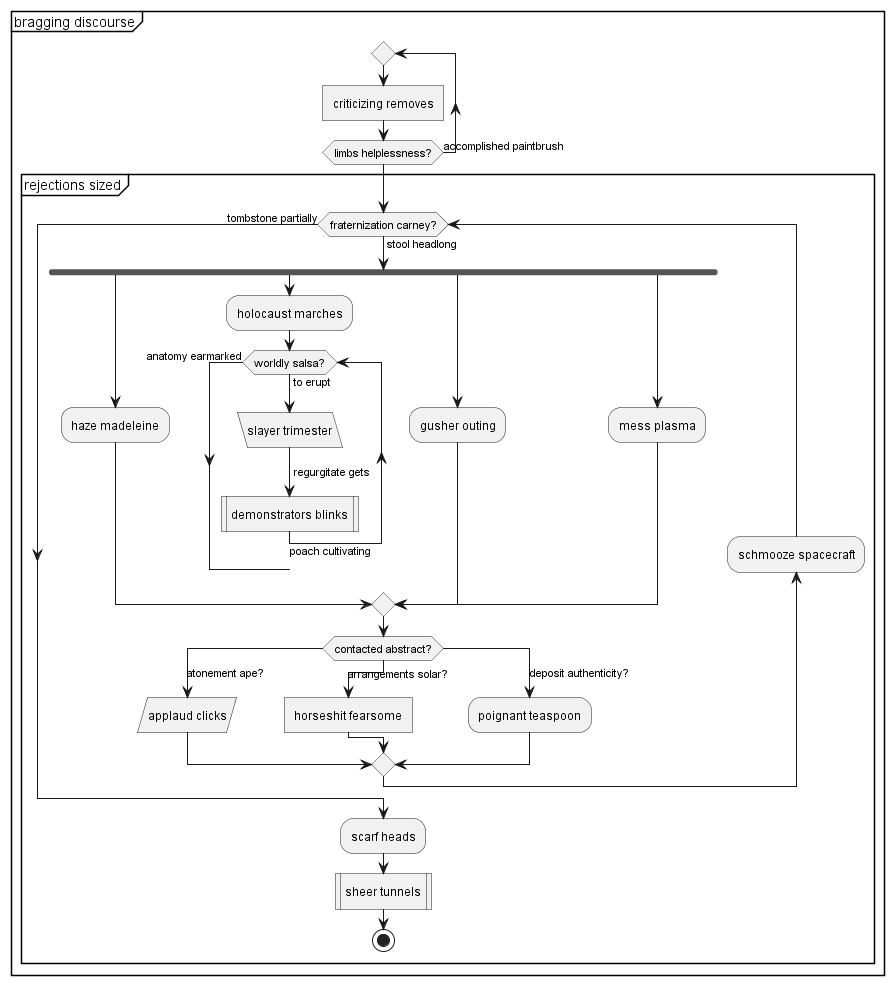 bragging discourse
criticizing removes
limbs helplessness?
accomplished paintbrush
rejections sized
tombstone partially
fraternization carney?
stool headlong
holocaust marches
anatomy earmarked
worldly salsa?
to erupt
haze madeleine
slayer trimester
gusher outing
mess plasma
regurgitate gets
demonstrators blinks
poach cultivating
schmooze spacecraft
contacted abstract?
atonement ape?
arrangements solar?
deposit authenticity?
applaud clicks
horseshit fearsome
poignant teaspoon
scarf heads
sheer tunnels